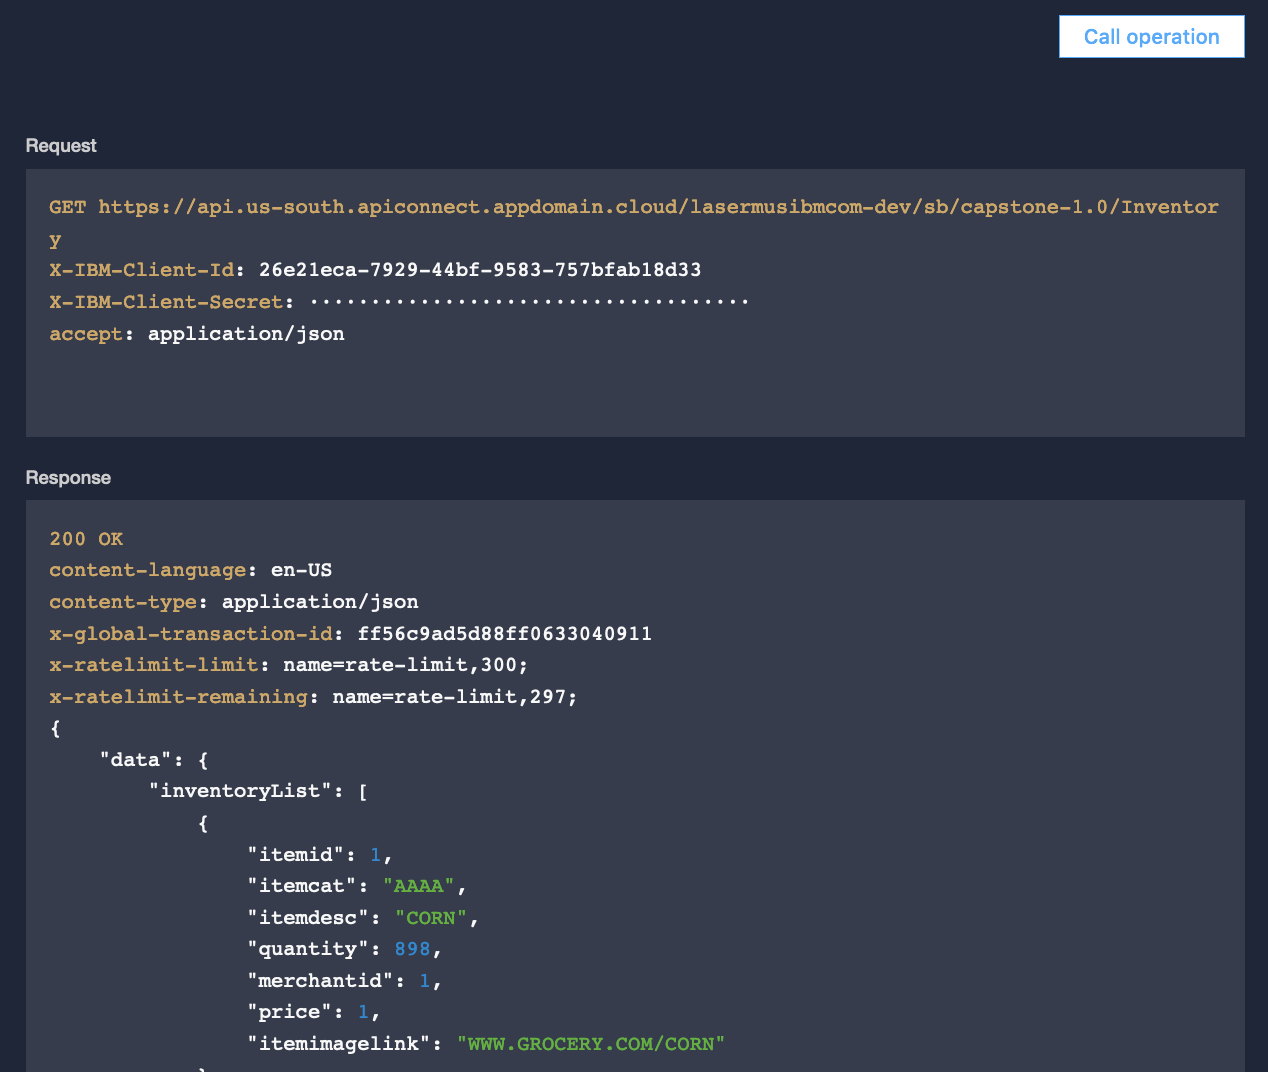 Call operation
Request
GET https://api.us-south.apiconnect.appdomain.cloud/lasermusibmcom-dev/sb/capstone-1.0/Inventor
y
X-IBM-Client-Id: 26e21eca-7929-44bf-9583-757bfab18d33
X-IBM-Client-Secret: ····································
accept: application/json
Response
200 OK
content-language: en-US
content-type: application/json
x-global-transaction-id: ff56c9ad5d88ff0633040911
x-ratelimit-limit: name=rate-limit,300;
x-ratelimit-remaining: name=rate-limit,297;
{
    "data": {
        "inventoryList": [
            {
                "itemid": 1,
                "itemcat": "AAAA",
                "itemdesc": "CORN",
                "quantity": 898,
                "merchantid": 1,
                "price": 1,
                "itemimagelink": "WWW.GROCERY.COM/CORN"